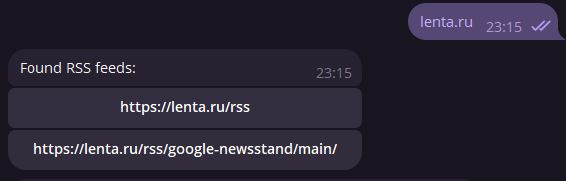 lenta.ru 23:15
Found RSS feeds:
23:15
https://lenta.ru/rss
https://lenta.ru/rss/google-newsstand/main/